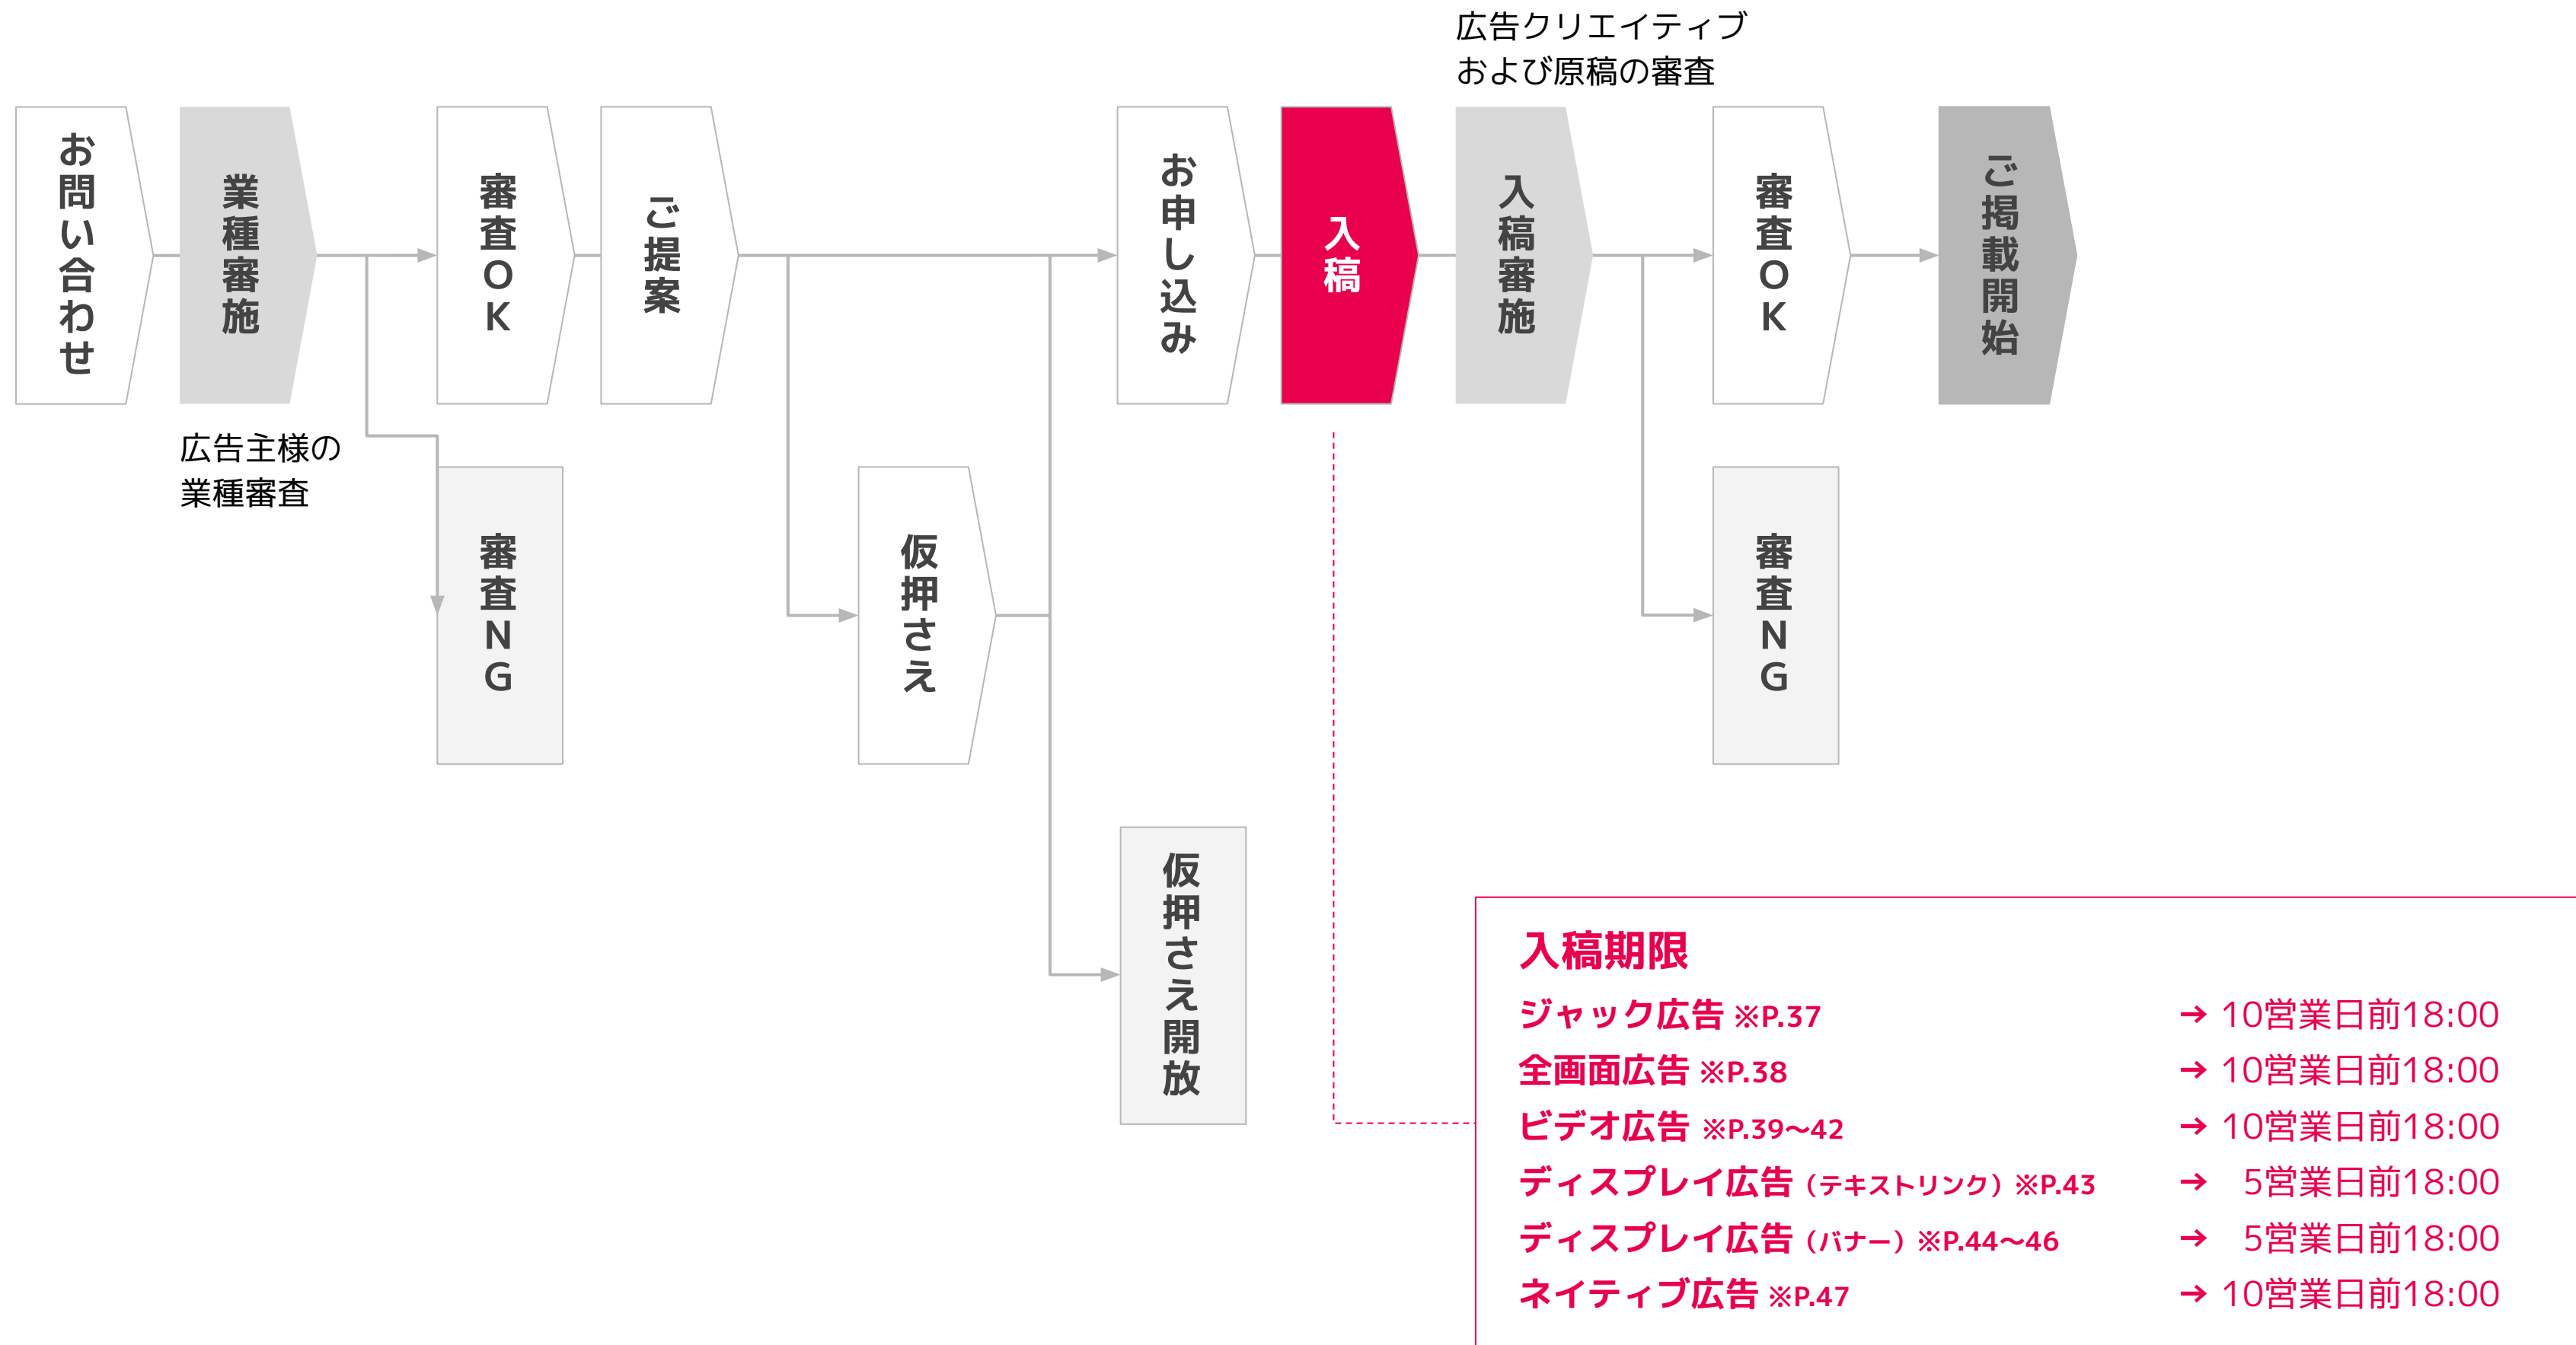 広告クリエイティブ
および原稿の審査
お問い合わせ
業種審施
審査OK
ご提案
お申し込み
入稿
入稿審施
審査OK
ご掲載開始
広告主様の
業種審査
審査NG
仮押さえ
審査NG
仮押さえ開放
入稿期限
ジャック広告 ※P.37 → 10営業日前18:00
全画面広告 ※P.38 → 10営業日前18:00
ビデオ広告 ※P.39〜42 → 10営業日前18:00
ディスプレイ広告（テキストリンク）※P.43 → 5営業日前18:00
ディスプレイ広告（バナー）※P.44〜46 → 5営業日前18:00
ネイティブ広告 ※P.47 → 10営業日前18:00